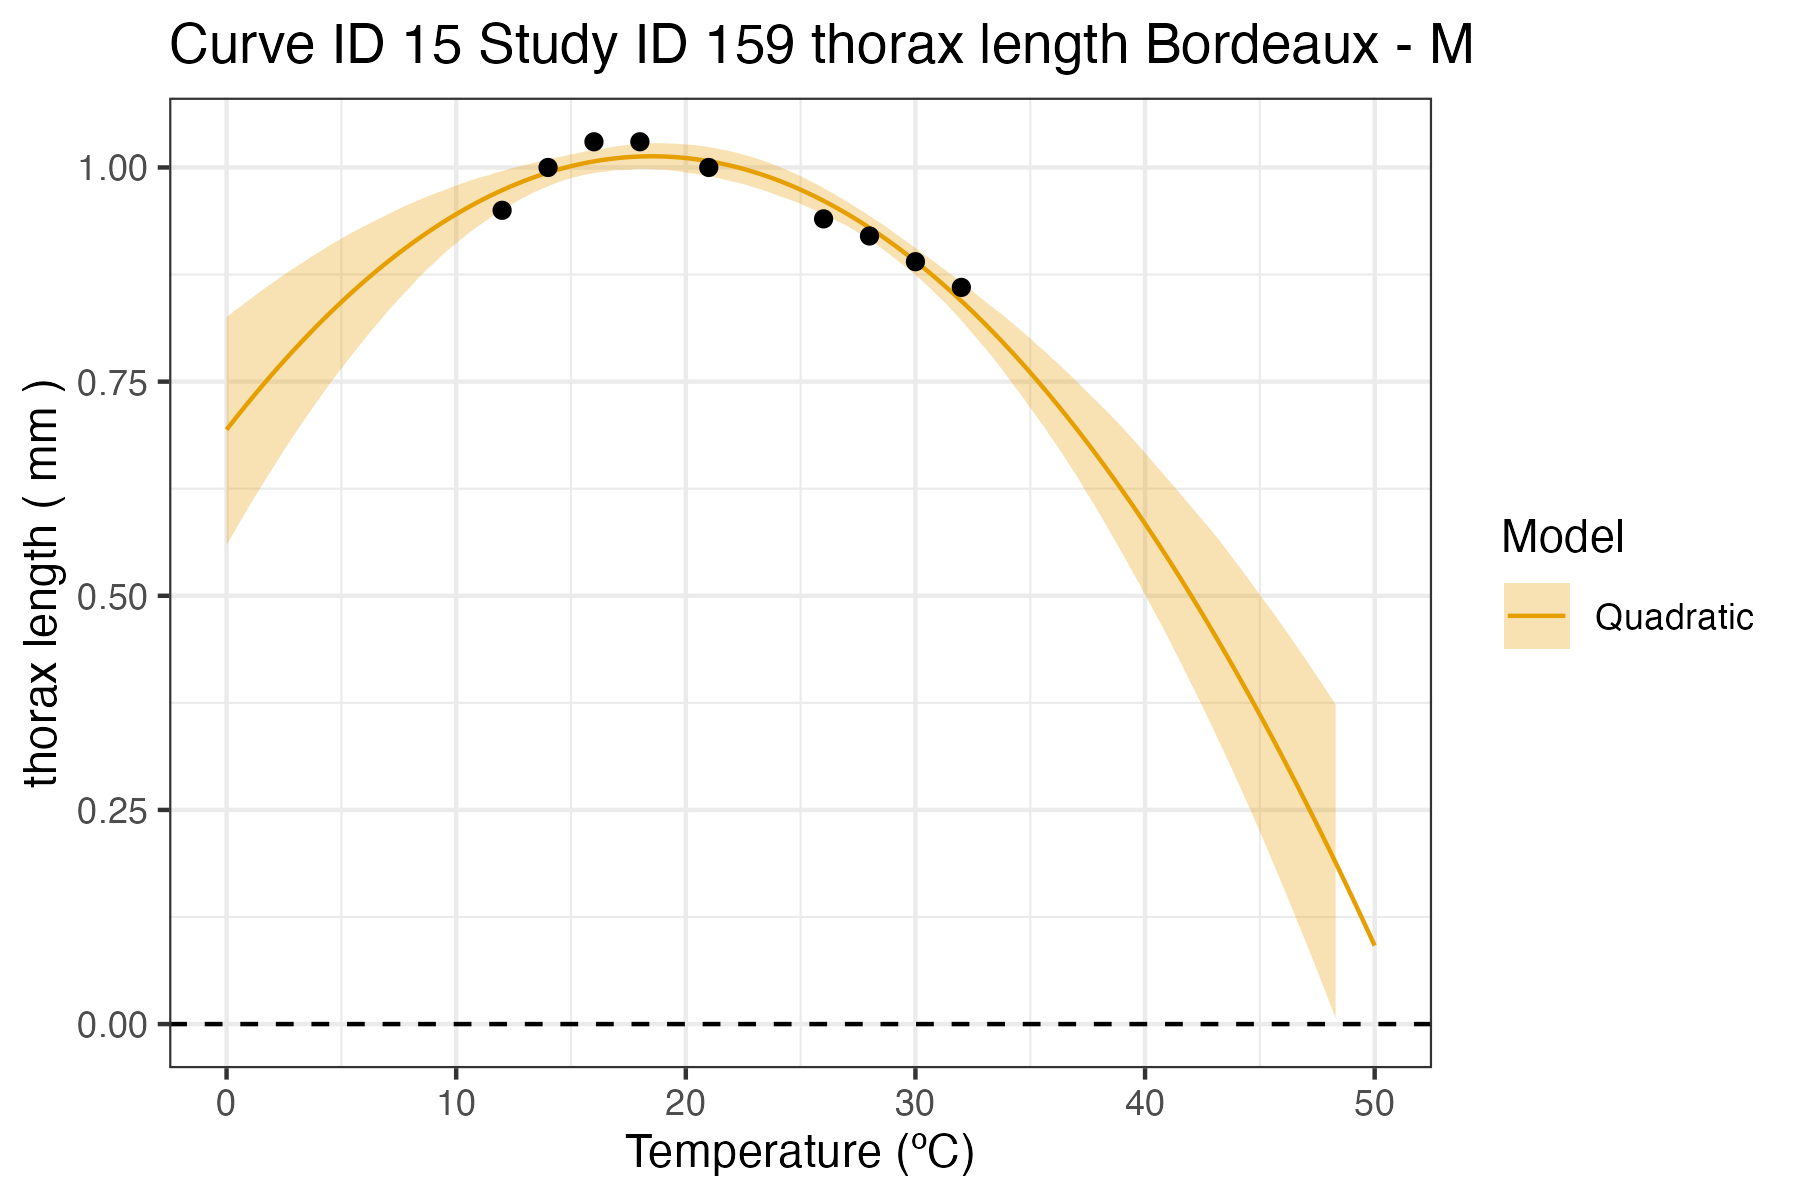 Curve ID 15 Study ID 159 thorax length Bordeaux - M
thorax length ( mm )
1.00
0.75
0.50
0.25
0.00
0 10 20 30 40 50
Temperature (ºC)
Model
Quadratic